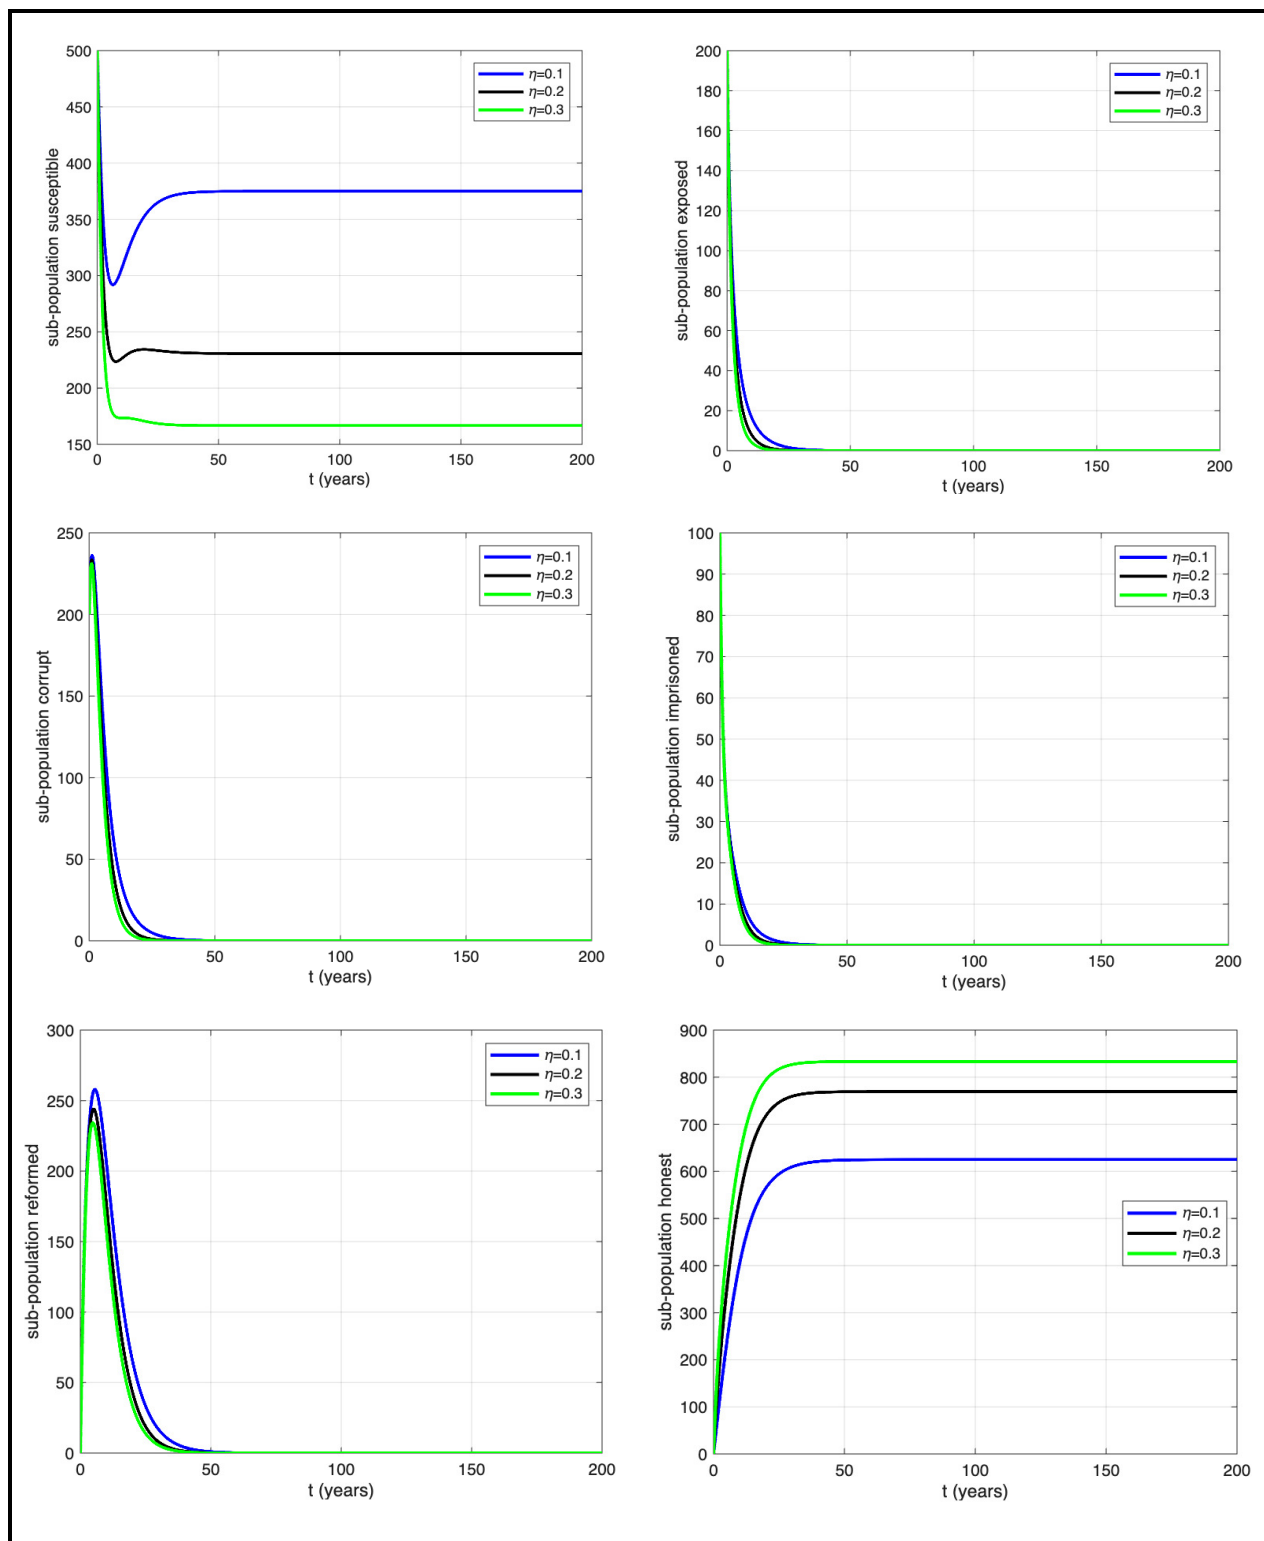 500
450
400
350
300
250
200
150
0
50
100
150
200
sub-population susceptible
t (years)
η=0.1
η=0.2
η=0.3
200
180
160
140
120
100
80
60
40
20
0
0
50
100
150
200
sub-population exposed
t (years)
η=0.1
η=0.2
η=0.3
250
200
150
100
50
0
0
50
100
150
200
sub-population corrupt
t (years)
η=0.1
η=0.2
η=0.3
100
90
80
70
60
50
40
30
20
10
0
0
50
100
150
200
sub-population imprisoned
t (years)
η=0.1
η=0.2
η=0.3
300
250
200
150
100
50
0
0
50
100
150
200
sub-population reformed
t (years)
η=0.1
η=0.2
η=0.3
900
800
700
600
500
400
300
200
100
0
0
50
100
150
200
sub-population honest
t (years)
η=0.1
η=0.2
η=0.3